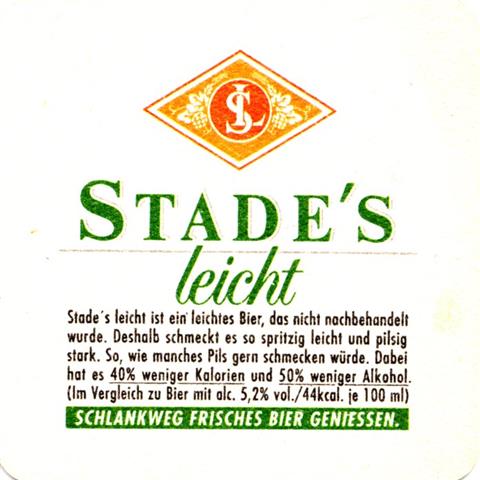 SL
STADE'S
leicht
Stade's leicht ist ein leichtes Bier, das nicht nachbehandelt
wurde. Deshalb schmeckt es so spritzig leicht und pilsig
stark. So, wie manches Pils gern schmecken würde. Dabei
hat es 40% weniger Kalorien und 50% weniger Alkohol.
(Im Vergleich zu Bier mit alc. 5,2% vol./44kcal. je 100 ml)
SCHLANKWEG FRISCHES BIER GENIESSEN.